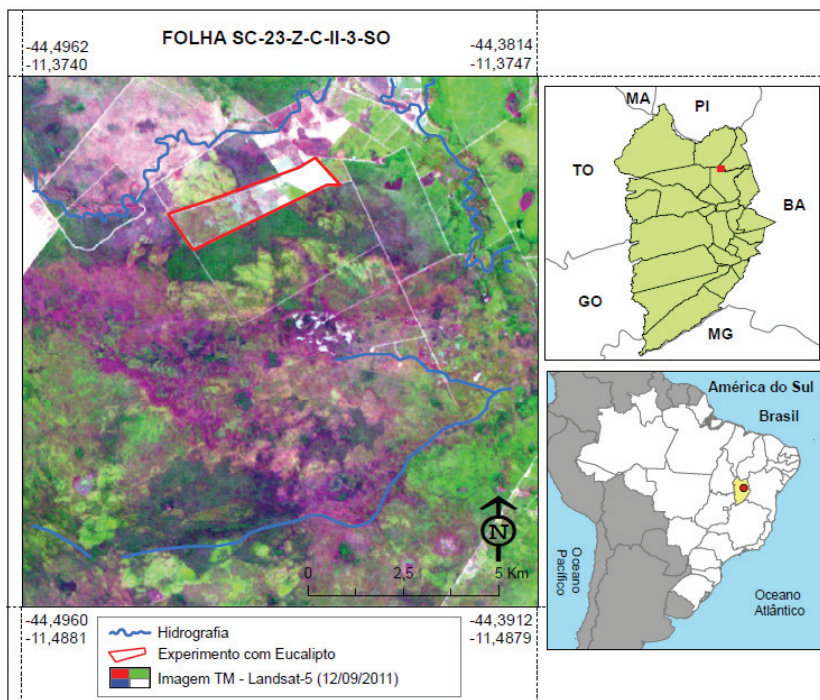 FOLHA SC-23-Z-C-II-3-SO
-44,4962
-11,3740
-44,3814
-11,3747
N
0 2,5 5 Km
-44,4960
-11,4881
-44,3912
-11,4879
Hidrografia
Experimento com Eucalipto
Imagem TM - Landsat-5 (12/09/2011)
MA
PI
TO
BA
GO
MG
América do Sul
Brasil
Oceano
Pacífico
Oceano
Atlântico